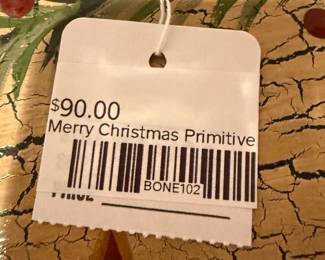 $90.00
Merry Christmas Primitive
BONE102